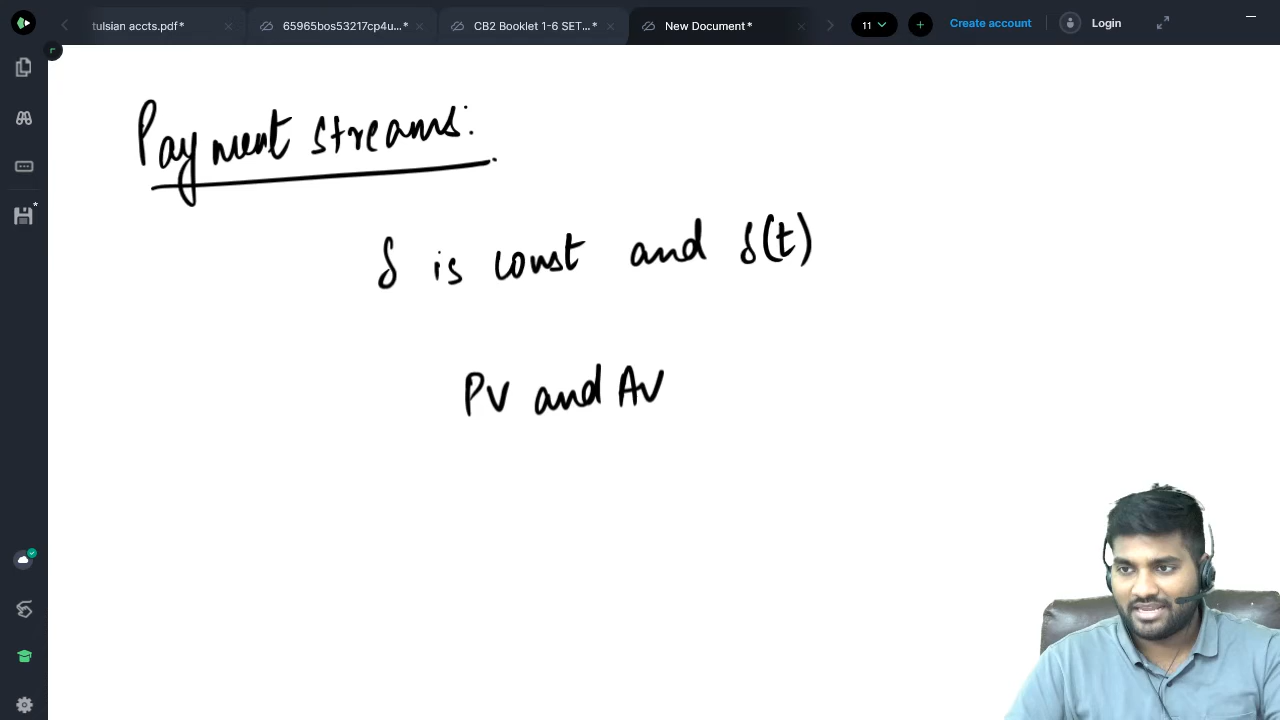 tulsian accts.pdf*
65965bos53217cp4u...*
CB2 Booklet 1-6 SET...*
New Document*
11
Create account
Login
Payment streams:
δ is const and δ(t)
PV and AV